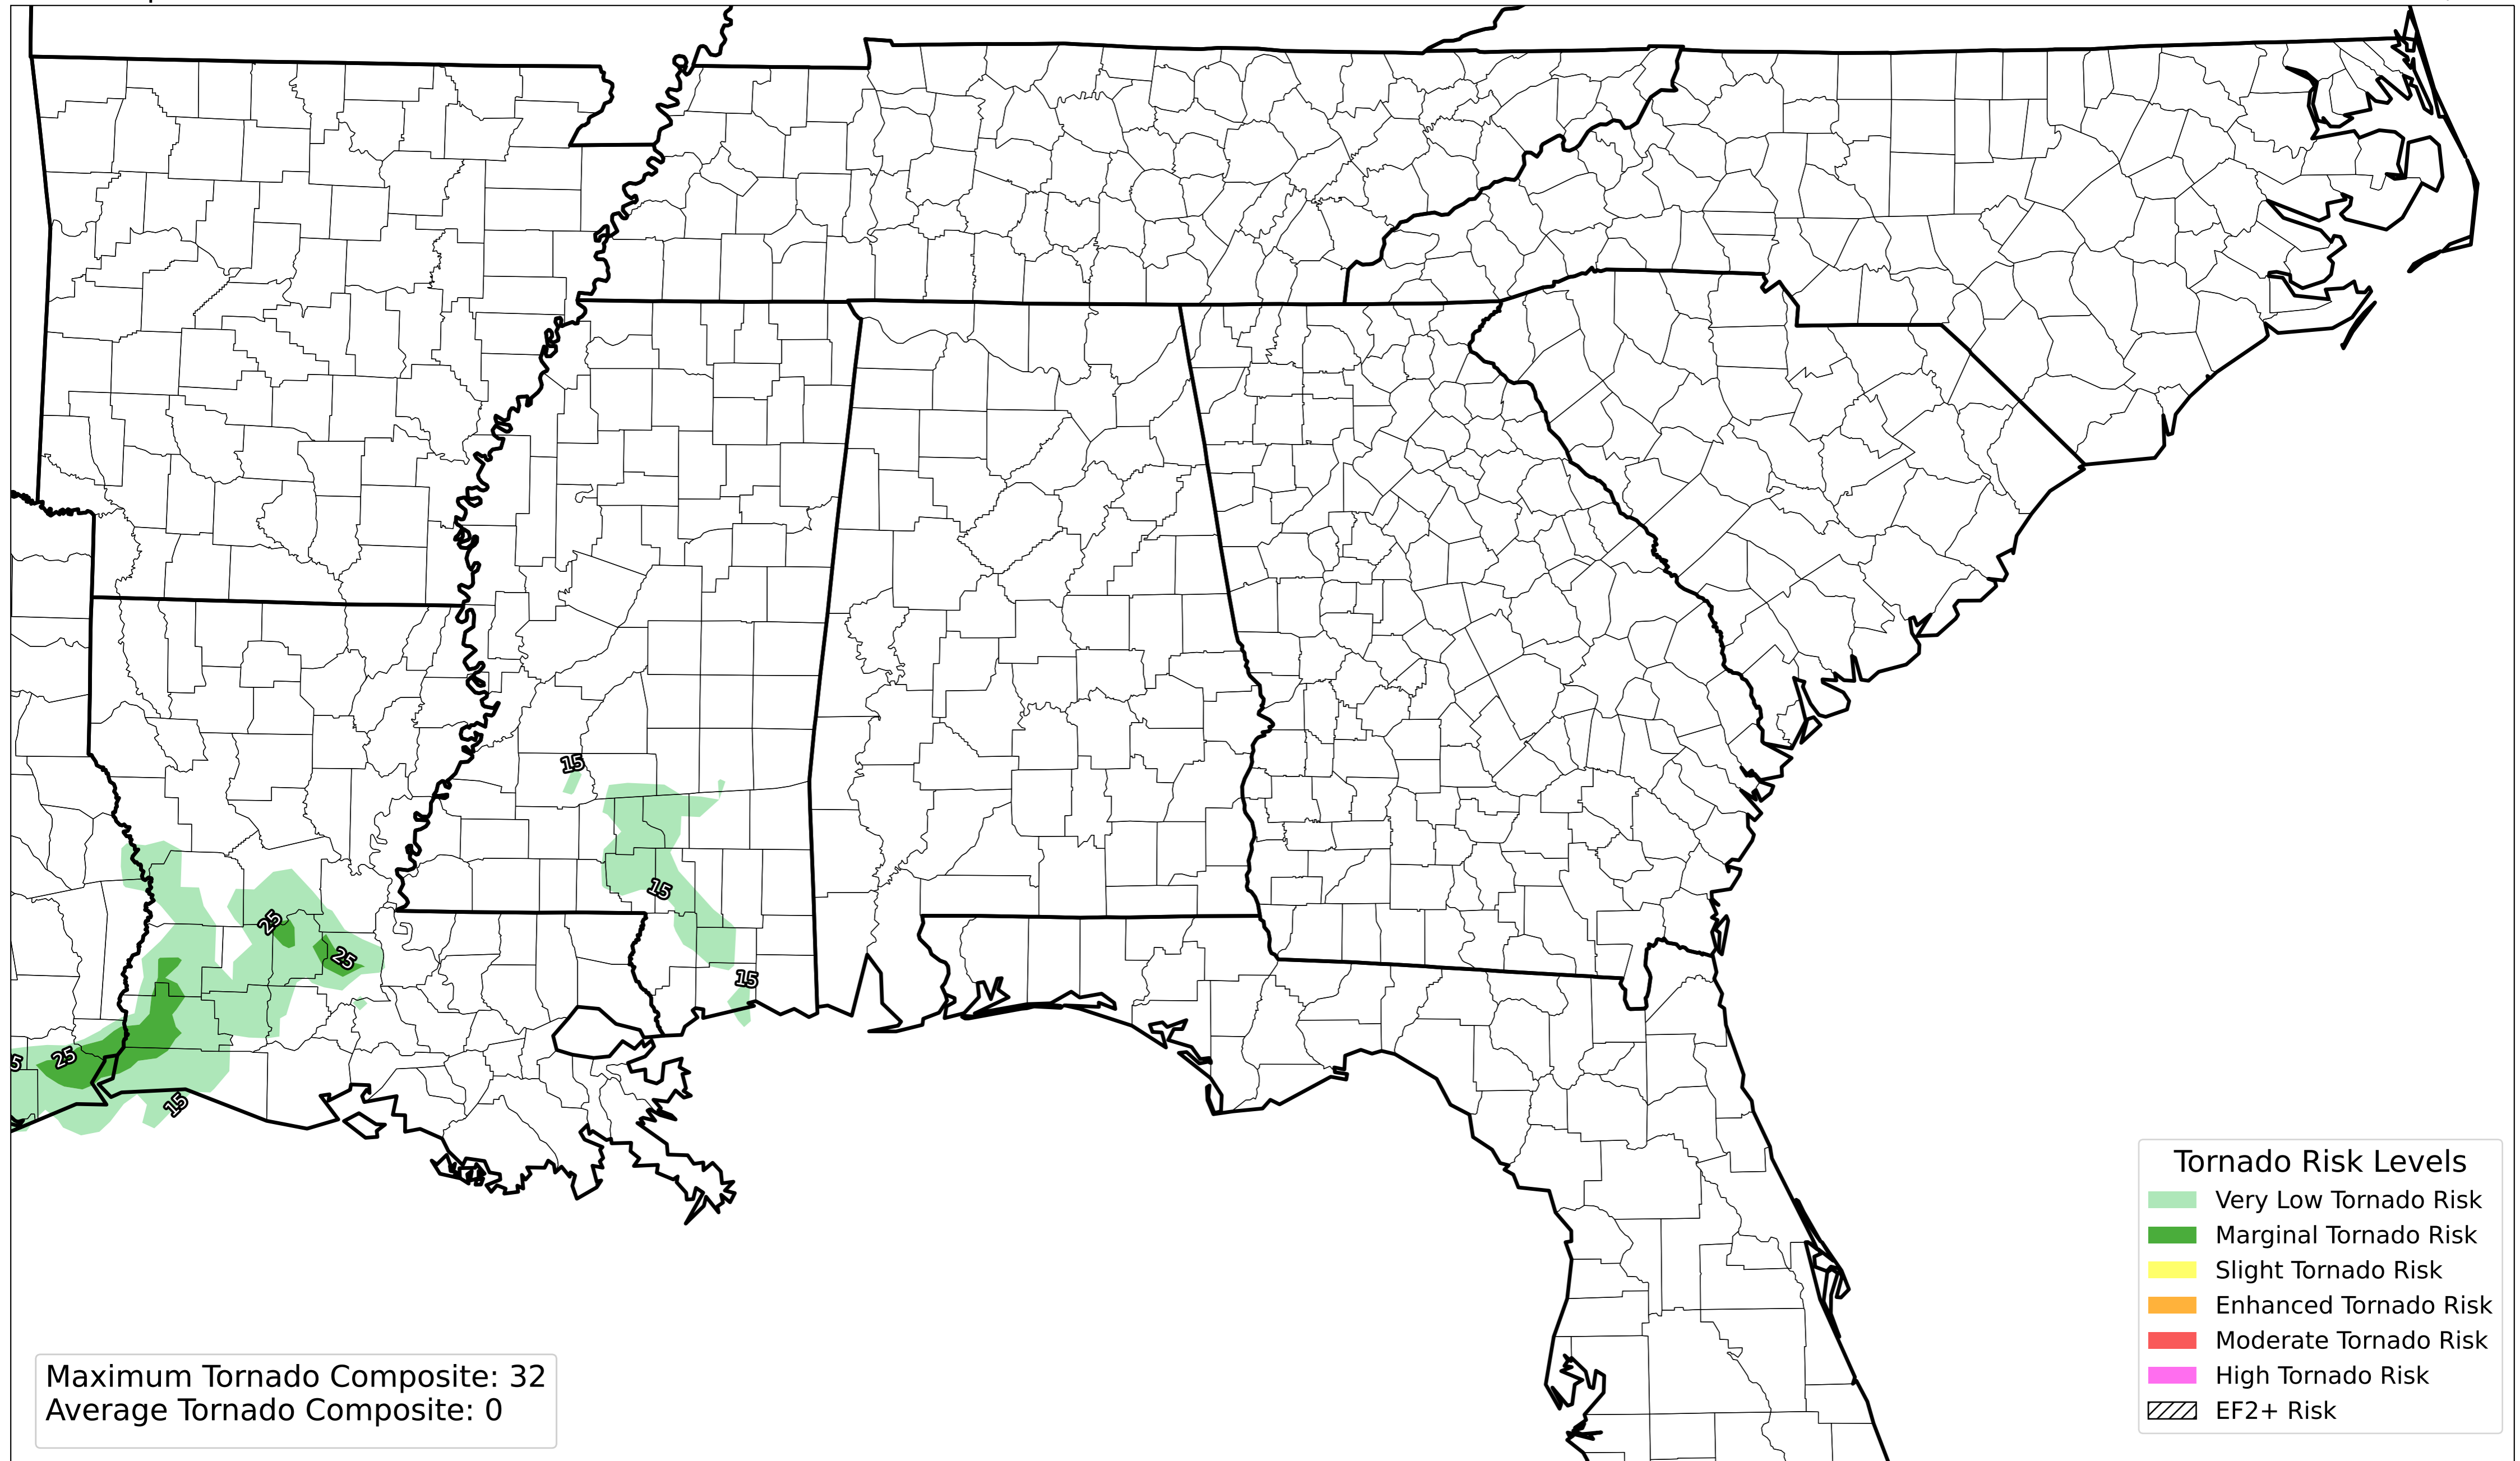 15
15
25
25
15
25
5
15
Tornado Risk Levels
Very Low Tornado Risk
Marginal Tornado Risk
Slight Tornado Risk
Enhanced Tornado Risk
Moderate Tornado Risk
High Tornado Risk
EF2+ Risk
Maximum Tornado Composite: 32
Average Tornado Composite: 0